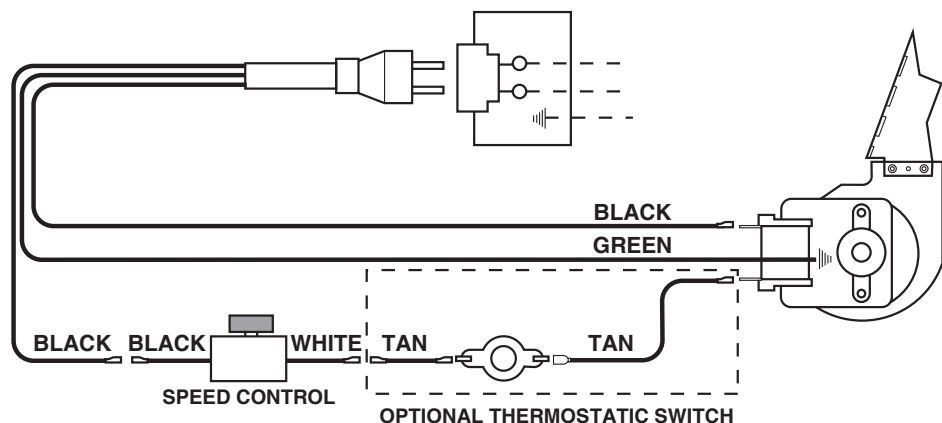 BLACK
GREEN
BLACK BLACK WHITE TAN TAN
SPEED CONTROL
OPTIONAL THERMOSTATIC SWITCH